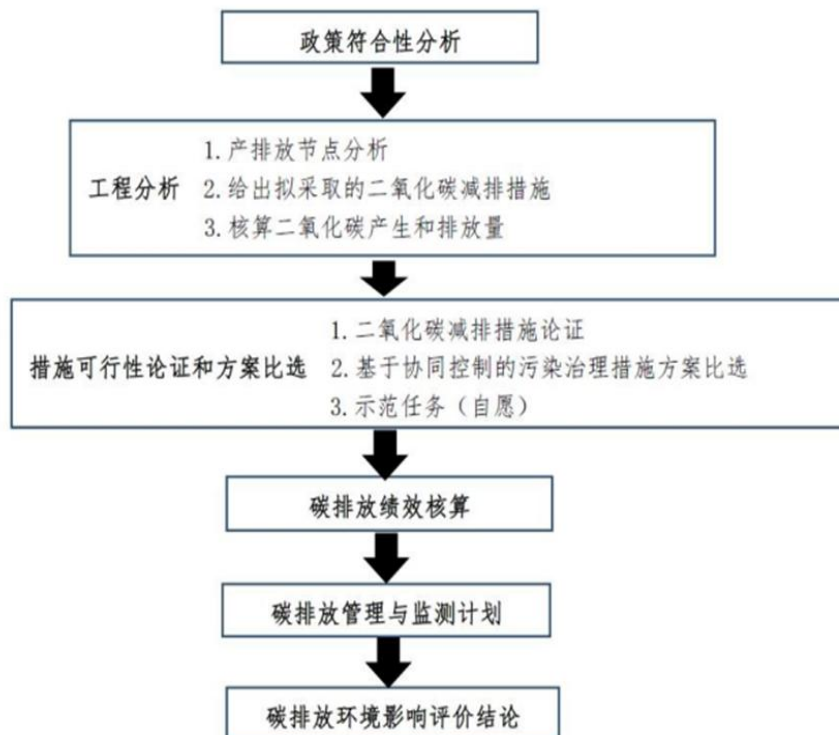 政策符合性分析
1.产排放节点分析
工程分析 2.给出拟采取的二氧化碳减排措施
3.核算二氧化碳产生和排放量
1.二氧化碳减排措施论证
措施可行性论证和方案比选 2.基于协同控制的污染治理措施方案比选
3.示范任务（自愿）
碳排放绩效核算
碳排放管理与监测计划
碳排放环境影响评价结论